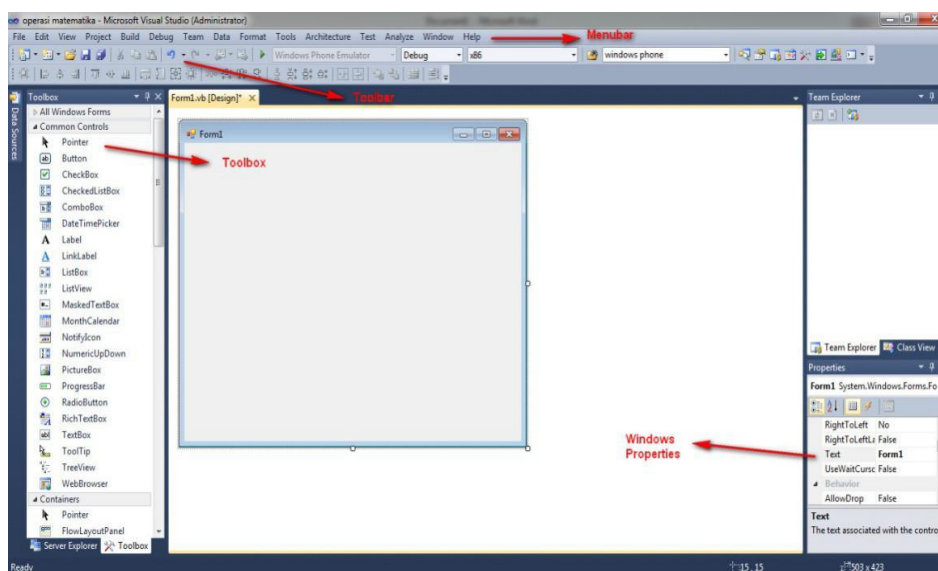 operasi matematika - Microsoft Visual Studio (Administrator)
File Edit View Project Build Debug Team Data Format Tools Architecture Test Analyze Window Help
Menubar
Windows Phone Emulator Debug x86 windows phone
Toolbar
Data Sources
Toolbox
All Windows Forms
Common Controls
Pointer
Button
CheckBox
CheckedListBox
ComboBox
DateTimePicker
Label
LinkLabel
ListBox
ListView
MaskedTextBox
MonthCalendar
NotifyIcon
NumericUpDown
PictureBox
ProgressBar
RadioButton
RichTextBox
TextBox
ToolTip
TreeView
WebBrowser
Containers
Pointer
FlowLayoutPanel
Server Explorer Toolbox
Form1.vb [Design]*
Form1
Toolbox
Windows
Properties
Team Explorer
Team Explorer Class View
Properties
Form1 System.Windows.Forms.Fo
RightToLeft No
RightToLeftLa False
Text Form1
UseWaitCursc False
Behavior
AllowDrop False
Text
The text associated with the contro
Ready
15 , 15
503 x 423